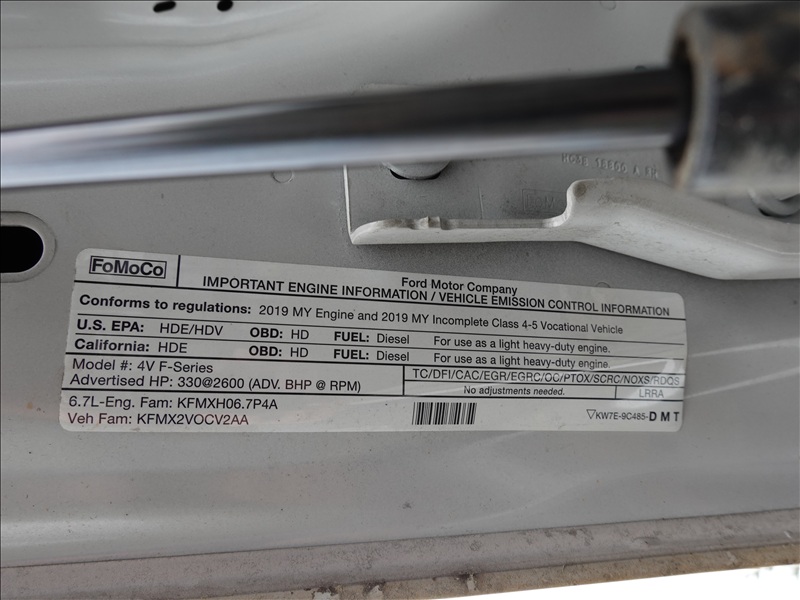 FoMoCo
Ford Motor Company
IMPORTANT ENGINE INFORMATION / VEHICLE EMISSION CONTROL INFORMATION
Conforms to regulations: 2019 MY Engine and 2019 MY Incomplete Class 4-5 Vocational Vehicle
U.S. EPA: HDE/HDV OBD: HD FUEL: Diesel For use as a light heavy-duty engine.
California: HDE OBD: HD FUEL: Diesel For use as a light heavy-duty engine.
Model #: 4V F-Series
Advertised HP: 330@2600 (ADV. BHP @ RPM)
TC/DFI/CAC/EGR/EGRC/OC/PTOX/SCRC/NOXS/RDQS
No adjustments needed. LRRA
6.7L-Eng. Fam: KFMXH06.7P4A
Veh Fam: KFMX2VOCV2AA
KW7E-9C485-DMT